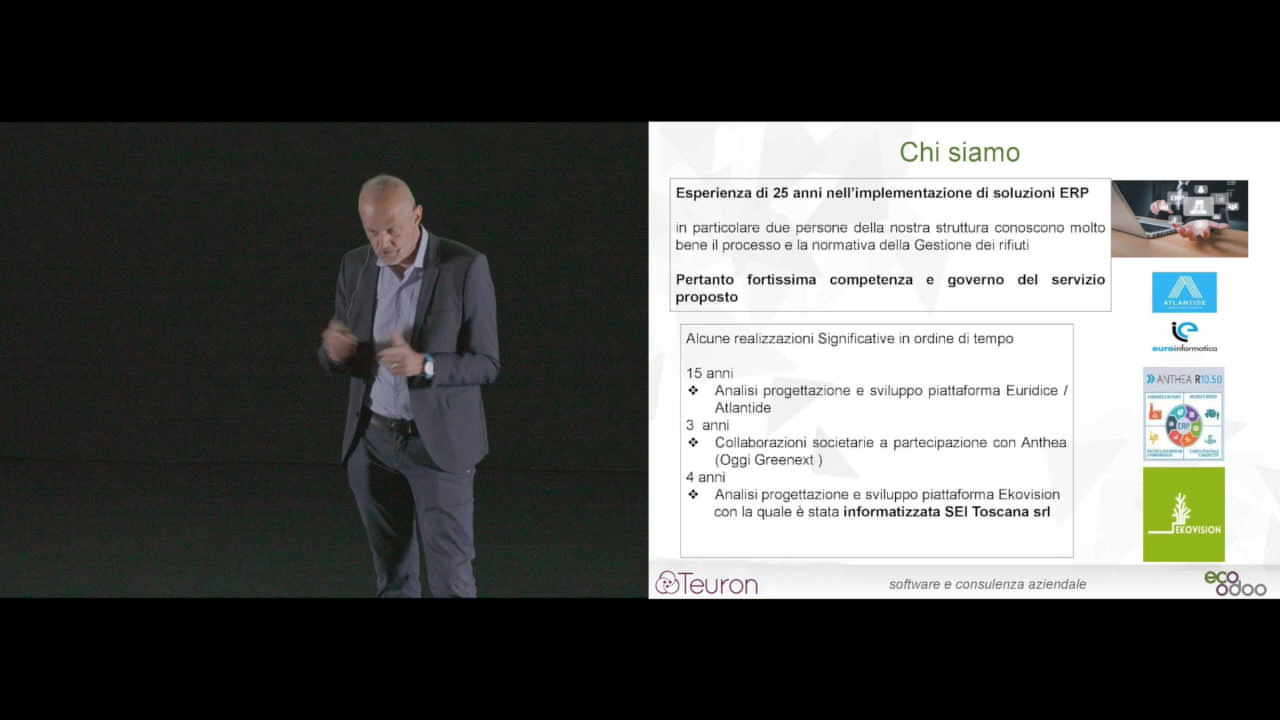 Chi siamo
Esperienza di 25 anni nell'implementazione di soluzioni ERP
in particolare due persone della nostra struttura conoscono molto
bene il processo e la normativa della Gestione dei rifiuti
Pertanto fortissima competenza e governo del servizio
proposto
ERP
ATLANTIDE
euroinformatica
Alcune realizzazioni Significative in ordine di tempo
15 anni
❖ Analisi progettazione e sviluppo piattaforma Euridice /
Atlantide
3 anni
❖ Collaborazioni societarie a partecipazione con Anthea
(Oggi Greenext )
4 anni
❖ Analisi progettazione e sviluppo piattaforma Ekovision
con la quale è stata informatizzata SEI Toscana srl
ANTHEA R10.50
ERP
EKOVISION
Teuron
software e consulenza aziendale
eco
odoo